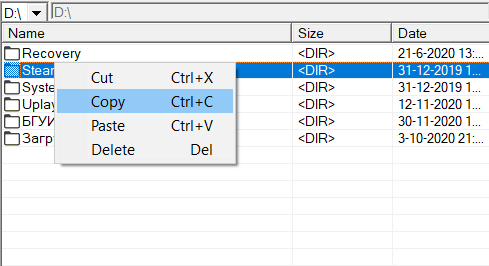 D:\ D:\
Name Size Date
Recovery <DIR> 21-6-2020 13:...
Stea <DIR> 31-12-2019 1...
Cut Ctrl+X
Syste <DIR> 31-12-2019 1...
Copy Ctrl+C
Uplay <DIR> 12-11-2020 1...
Paste Ctrl+V
БГУИ <DIR> 30-11-2020 1...
Delete Del
Загр <DIR> 3-10-2020 21:...